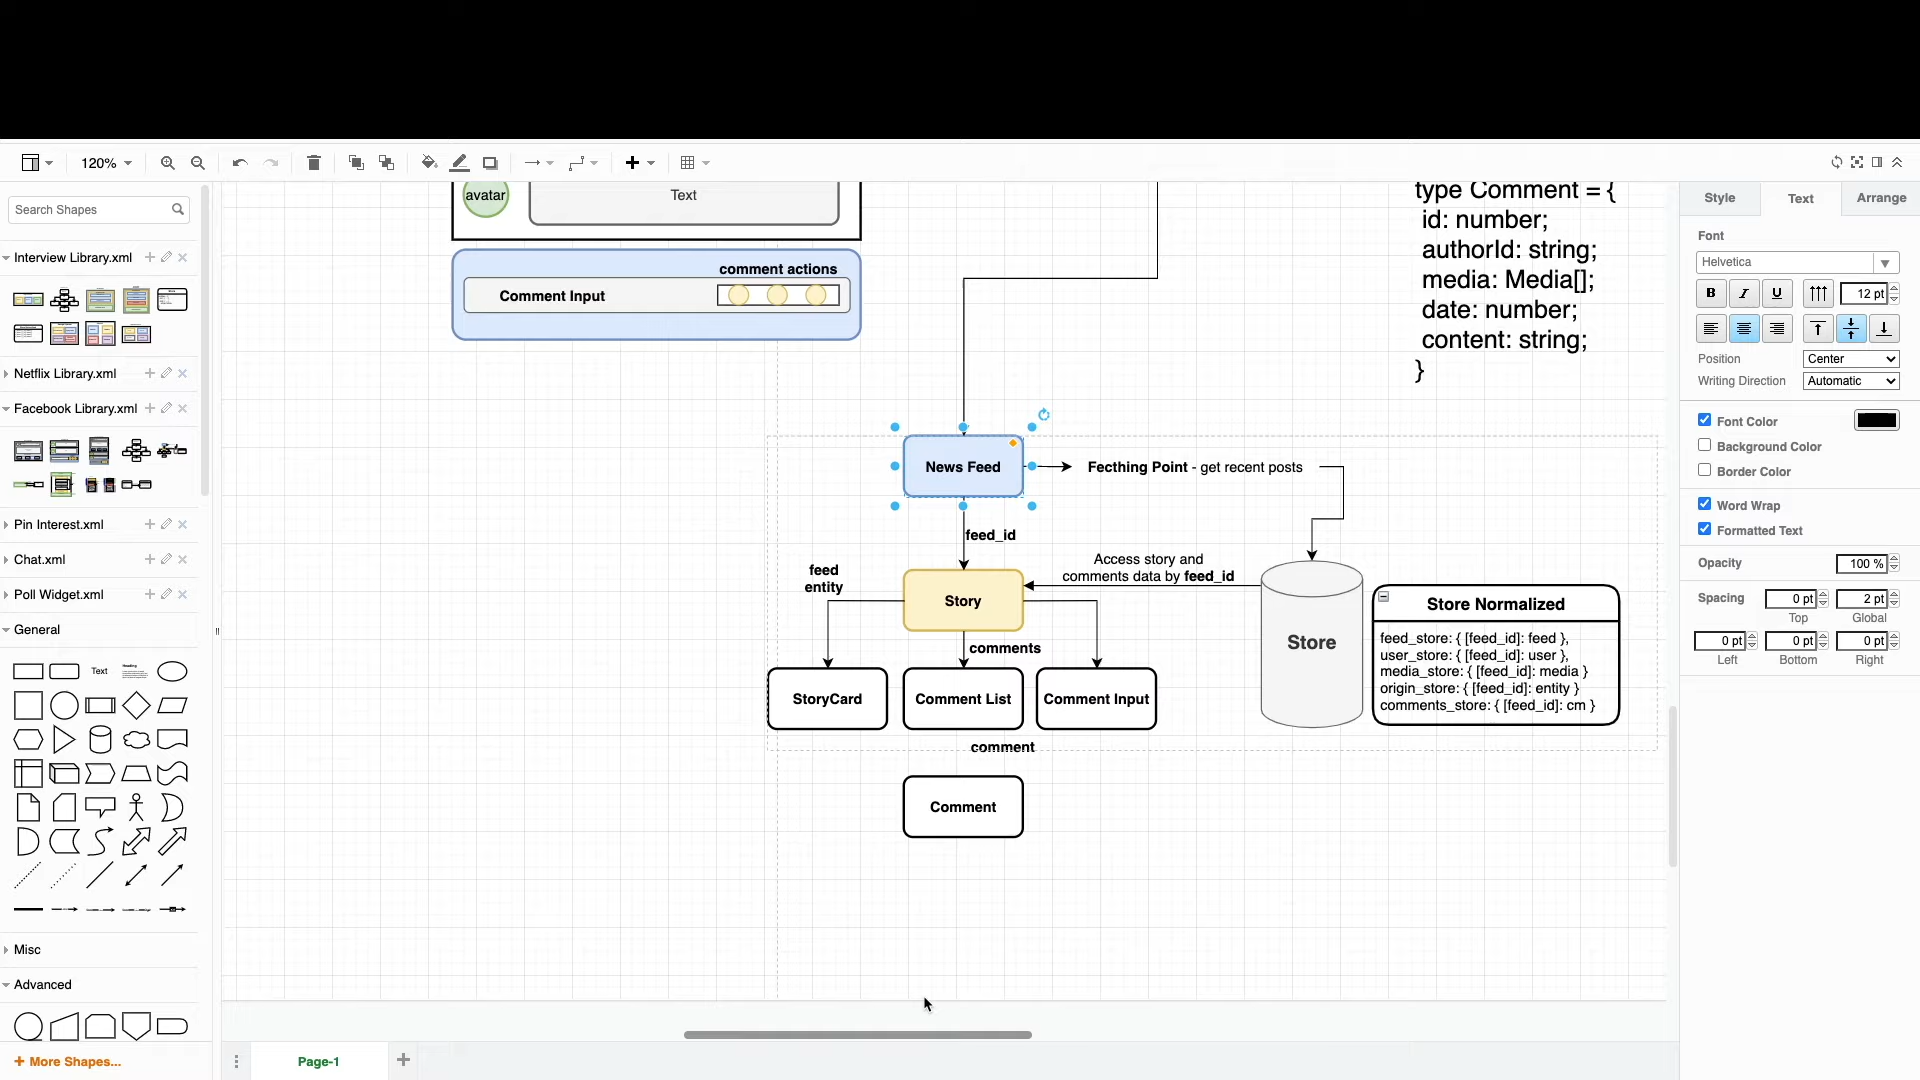 120%
Search Shapes
Interview Library.xml
Netflix Library.xml
Facebook Library.xml
Pin Interest.xml
Chat.xml
Poll Widget.xml
General
Text
Heading
Misc
Advanced
+ More Shapes...
avatar
Text
comment actions
Comment Input
type Comment = {
id: number;
authorId: string;
media: Media[];
date: number;
content: string;
}
News Feed
Fecthing Point - get recent posts
feed_id
feed
entity
Access story and
comments data by feed_id
Story
comments
StoryCard
Comment List
Comment Input
comment
Comment
Store
Store Normalized
feed_store: { [feed_id]: feed },
user_store: { [feed_id]: user },
media_store: { [feed_id]: media }
origin_store: { [feed_id]: entity }
comments_store: { [feed_id]: cm }
Page-1
Style
Text
Arrange
Font
Helvetica
B I U
12 pt
Position
Center
Writing Direction
Automatic
Font Color
Background Color
Border Color
Word Wrap
Formatted Text
Opacity
100 %
Spacing
0 pt
2 pt
Top
Global
0 pt
0 pt
0 pt
Left
Bottom
Right